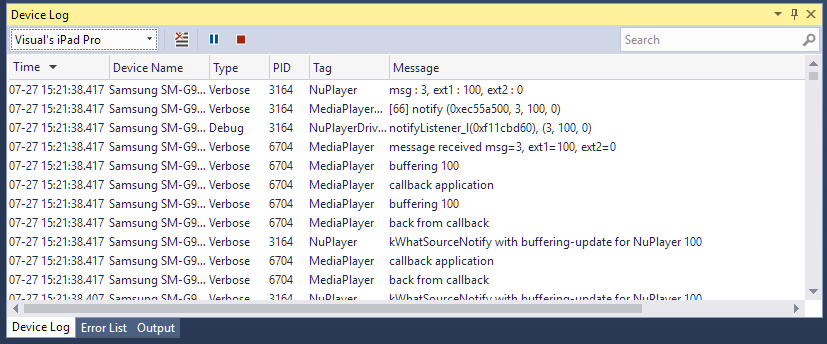 Device Log
Visual's iPad Pro Search
Time Device Name Type PID Tag Message
07-27 15:21:38.417 Samsung SM-G9... Verbose 3164 NuPlayer msg : 3, ext1 : 100, ext2 : 0
07-27 15:21:38.417 Samsung SM-G9... Verbose 3164 MediaPlayer... [66] notify (0xec55a500, 3, 100, 0)
07-27 15:21:38.417 Samsung SM-G9... Debug 3164 NuPlayerDriv... notifyListener_l(0xf11cbd60), (3, 100, 0)
07-27 15:21:38.417 Samsung SM-G9... Verbose 6704 MediaPlayer message received msg=3, ext1=100, ext2=0
07-27 15:21:38.417 Samsung SM-G9... Verbose 6704 MediaPlayer buffering 100
07-27 15:21:38.417 Samsung SM-G9... Verbose 6704 MediaPlayer callback application
07-27 15:21:38.417 Samsung SM-G9... Verbose 6704 MediaPlayer buffering 100
07-27 15:21:38.417 Samsung SM-G9... Verbose 6704 MediaPlayer back from callback
07-27 15:21:38.417 Samsung SM-G9... Verbose 3164 NuPlayer kWhatSourceNotify with buffering-update for NuPlayer 100
07-27 15:21:38.417 Samsung SM-G9... Verbose 6704 MediaPlayer callback application
07-27 15:21:38.417 Samsung SM-G9... Verbose 6704 MediaPlayer back from callback
07-27 15:21:38.407 Samsung SM-G9... Verbose 3164 NuPlayer kWhatSourceNotify with buffering-update for NuPlayer 100
Device Log Error List Output